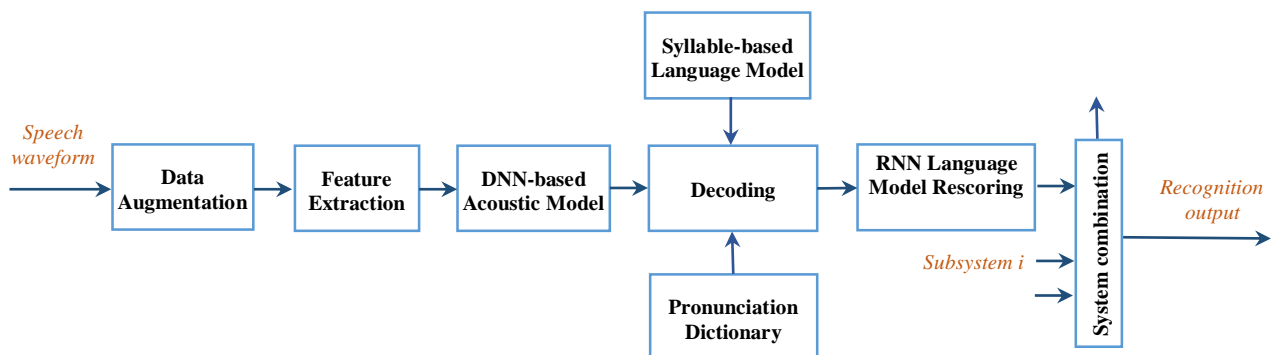 Syllable-based
Language Model
Speech
waveform
Data
Augmentation
Feature
Extraction
DNN-based
Acoustic Model
Decoding
RNN Language
Model Rescoring
System combination
Recognition
output
Subsystem i
Pronunciation
Dictionary